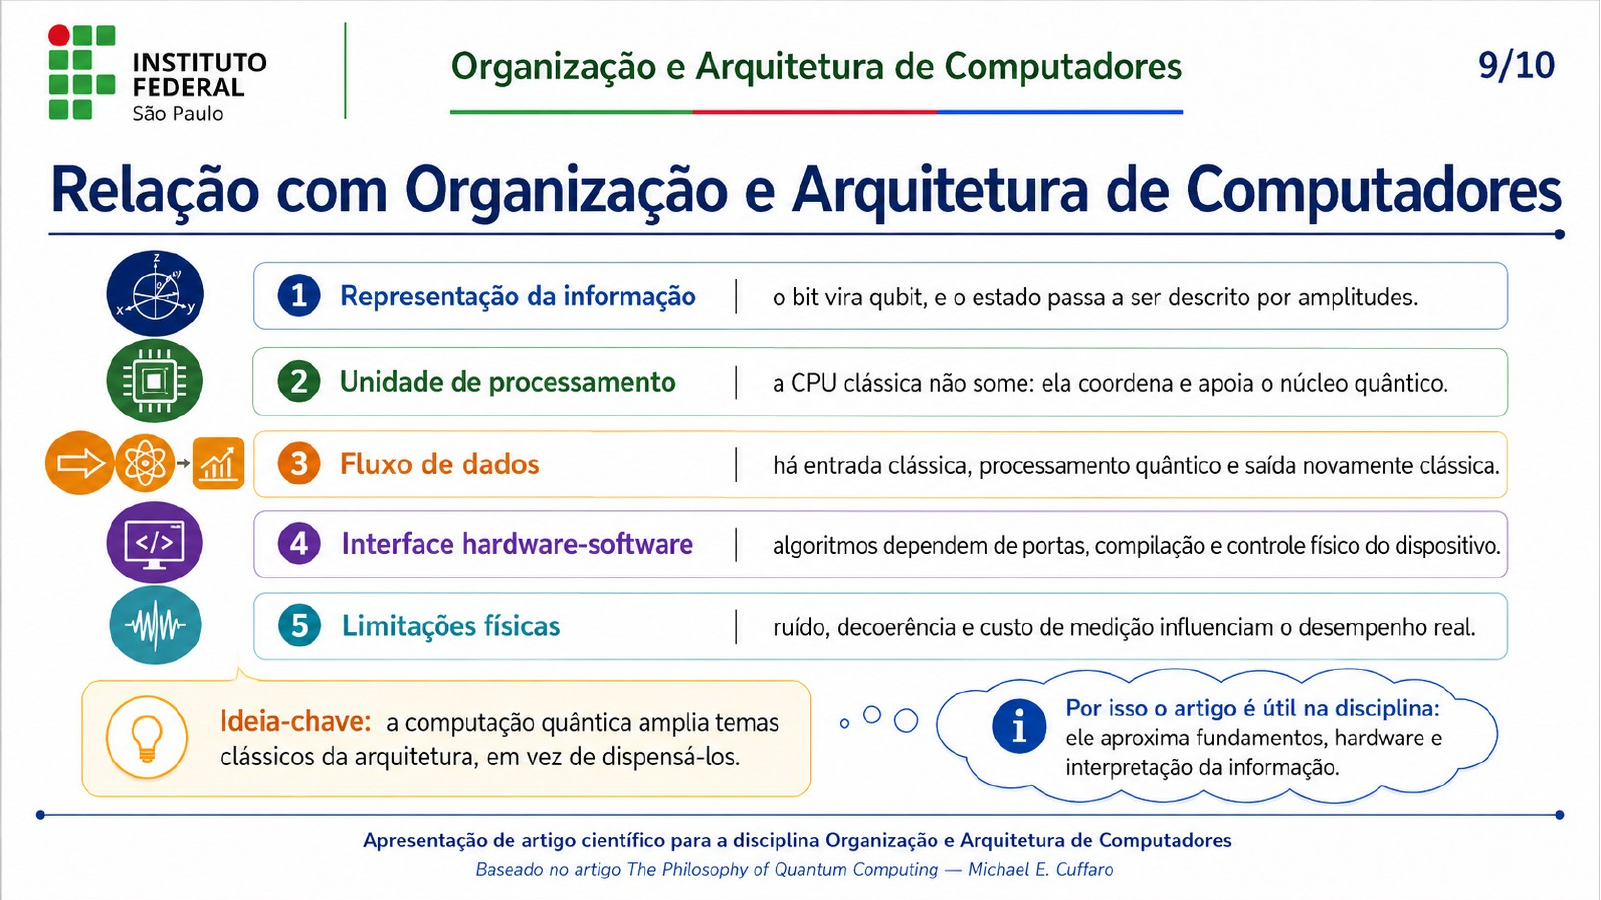 INSTITUTO
FEDERAL
São Paulo
Organização e Arquitetura de Computadores
9/10
Relação com Organização e Arquitetura de Computadores
z
x
y
1 Representação da informação | o bit vira qubit, e o estado passa a ser descrito por amplitudes.
2 Unidade de processamento | a CPU clássica não some: ela coordena e apoia o núcleo quântico.
3 Fluxo de dados | há entrada clássica, processamento quântico e saída novamente clássica.
</>
4 Interface hardware-software | algoritmos dependem de portas, compilação e controle físico do dispositivo.
5 Limitações físicas | ruído, decoerência e custo de medição influenciam o desempenho real.
Ideia-chave: a computação quântica amplia temas
clássicos da arquitetura, em vez de dispensá-los.
i
Por isso o artigo é útil na disciplina:
ele aproxima fundamentos, hardware e
interpretação da informação.
Apresentação de artigo científico para a disciplina Organização e Arquitetura de Computadores
Baseado no artigo The Philosophy of Quantum Computing — Michael E. Cuffaro